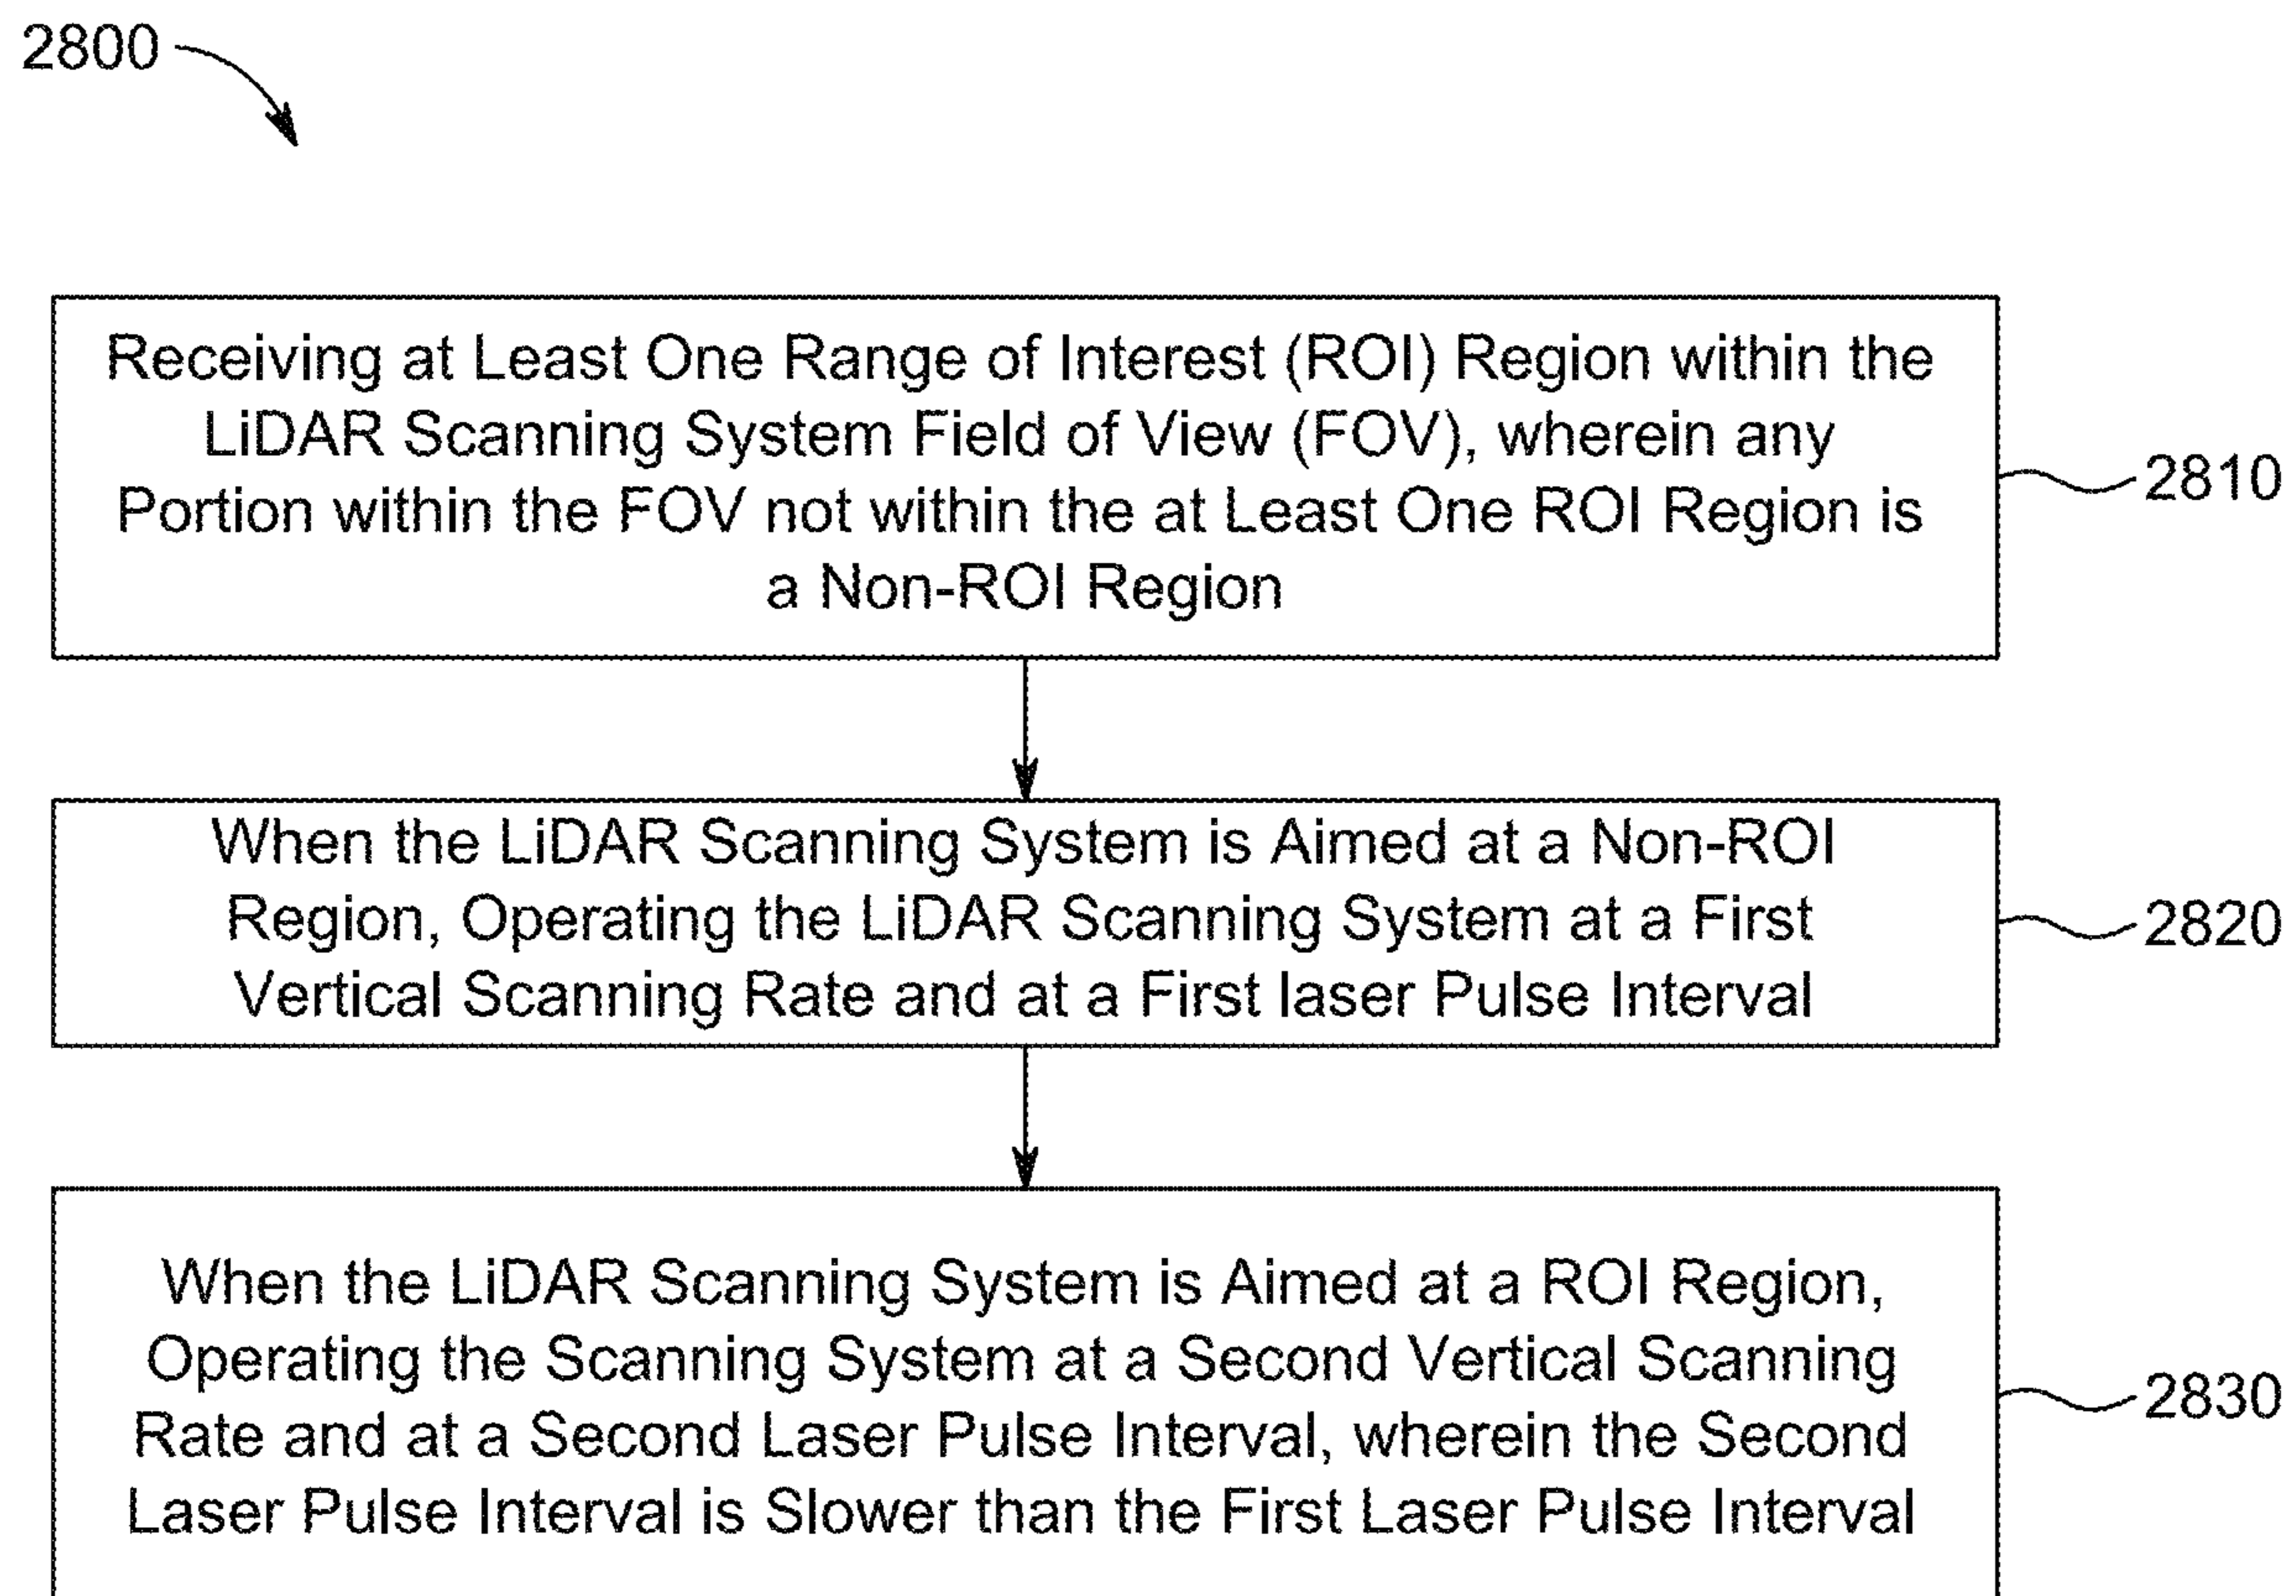 2800
Receiving at Least One Range of Interest (ROI) Region within the
LiDAR Scanning System Field of View (FOV), wherein any
Portion within the FOV not within the at Least One ROI Region is
a Non-ROI Region
2810
When the LiDAR Scanning System is Aimed at a Non-ROI
Region, Operating the LiDAR Scanning System at a First
Vertical Scanning Rate and at a First laser Pulse Interval
2820
When the LiDAR Scanning System is Aimed at a ROI Region,
Operating the Scanning System at a Second Vertical Scanning
Rate and at a Second Laser Pulse Interval, wherein the Second
Laser Pulse Interval is Slower than the First Laser Pulse Interval
2830